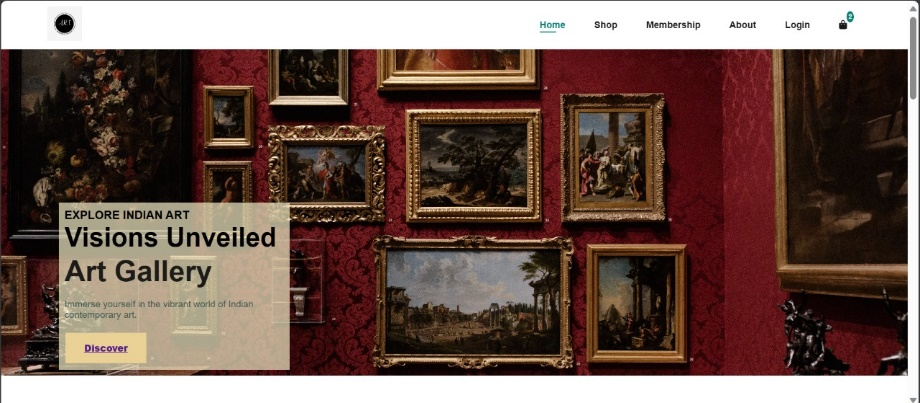 ART
Home
Shop
Membership
About
Login
2
EXPLORE INDIAN ART
Visions Unveiled
Art Gallery
Immerse yourself in the vibrant world of Indian
contemporary art.
Discover